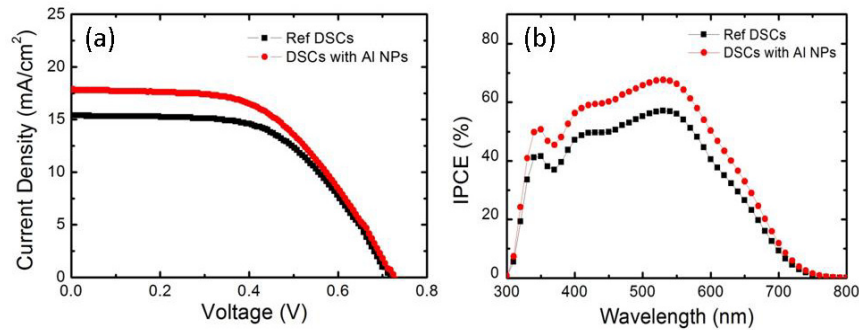 (a)
Ref DSCs
DSCs with Al NPs
Current Density (mA/cm²)
30
25
20
15
10
5
0
0.0 0.2 0.4 0.6 0.8
Voltage (V)
(b)
Ref DSCs
DSCs with Al NPs
IPCE (%)
80
60
40
20
0
300 400 500 600 700 800
Wavelength (nm)